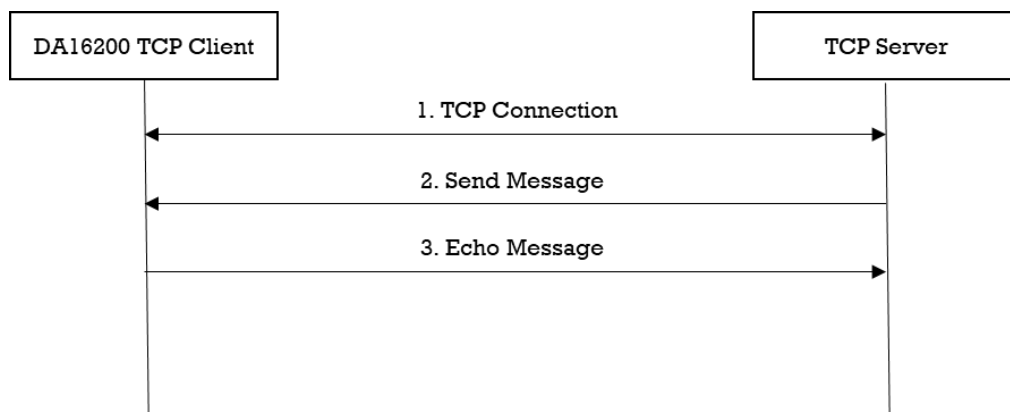 DA16200 TCP Client
TCP Server
1. TCP Connection
2. Send Message
3. Echo Message